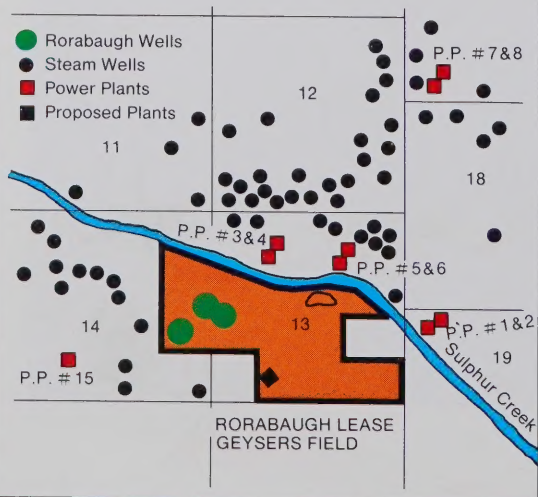 Rorabaugh Wells
Steam Wells
Power Plants
Proposed Plants
P.P. #7&8
12
11
18
P.P. #3&4
P.P. #5&6
14
13
P.P. #1&2
19
P.P. #15
Sulphur Creek
RORABAUGH LEASE
GEYSERS FIELD